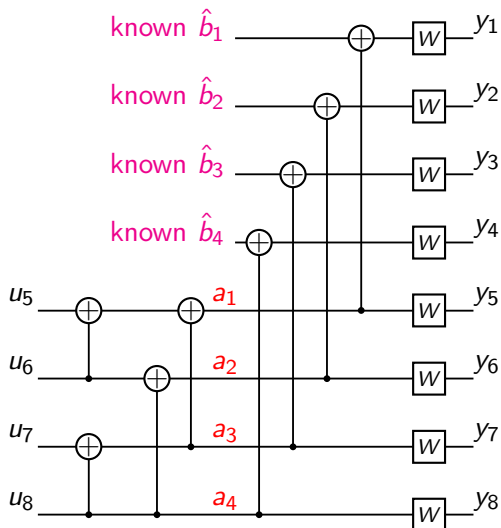 known b̂₁ W y₁
known b̂₂ W y₂
known b̂₃ W y₃
known b̂₄ W y₄
u₅ a₁ W y₅
u₆ a₂ W y₆
u₇ a₃ W y₇
u₈ a₄ W y₈